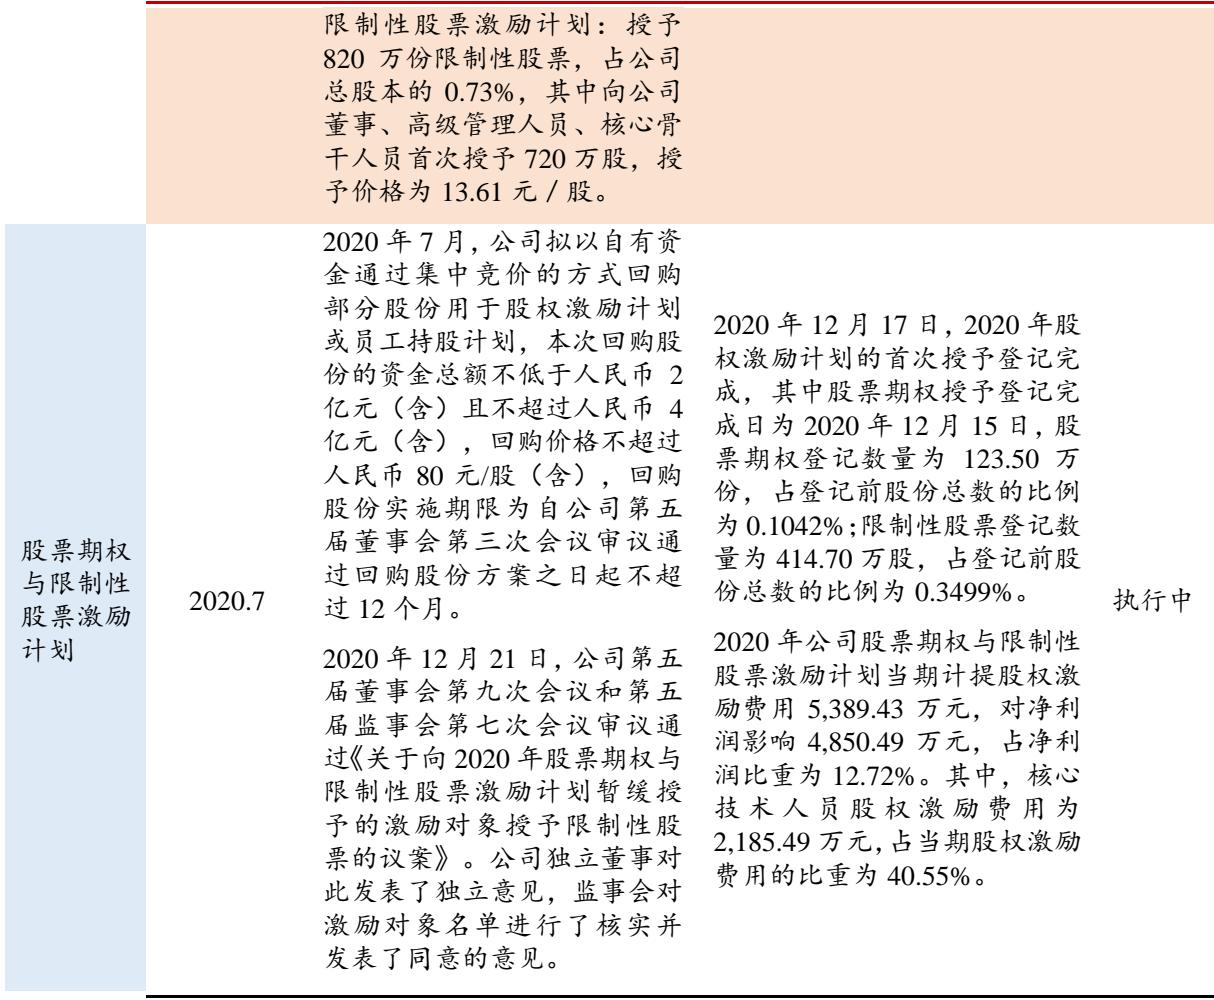 限制性股票激励计划：授予
820 万份限制性股票，占公司
总股本的 0.73%，其中向公司
董事、高级管理人员、核心骨
干人员首次授予 720 万股，授
予价格为 13.61 元／股。
股票期权
与限制性
股票激励
计划
2020.7
2020 年 7 月，公司拟以自有资
金通过集中竞价的方式回购
部分股份用于股权激励计划
或员工持股计划，本次回购股
份的资金总额不低于人民币 2
亿元（含）且不超过人民币 4
亿元（含），回购价格不超过
人民币 80 元/股（含），回购
股份实施期限为自公司第五
届董事会第三次会议审议通
过回购股份方案之日起不超
过 12 个月。
2020 年 12 月 21 日，公司第五
届董事会第九次会议和第五
届监事会第七次会议审议通
过《关于向 2020 年股票期权与
限制性股票激励计划暂缓授
予的激励对象授予限制性股
票的议案》。公司独立董事对
此发表了独立意见，监事会对
激励对象名单进行了核实并
发表了同意的意见。
2020 年 12 月 17 日，2020 年股
权激励计划的首次授予登记完
成，其中股票期权授予登记完
成日为 2020 年 12 月 15 日，股
票期权登记数量为 123.50 万
份，占登记前股份总数的比例
为 0.1042%；限制性股票登记数
量为 414.70 万股，占登记前股
份总数的比例为 0.3499%。
2020 年公司股票期权与限制性
股票激励计划当期计提股权激
励费用 5,389.43 万元，对净利
润影响 4,850.49 万元，占净利
润比重为 12.72%。其中，核心
技术人员股权激励费用为
2,185.49 万元，占当期股权激励
费用的比重为 40.55%。
执行中